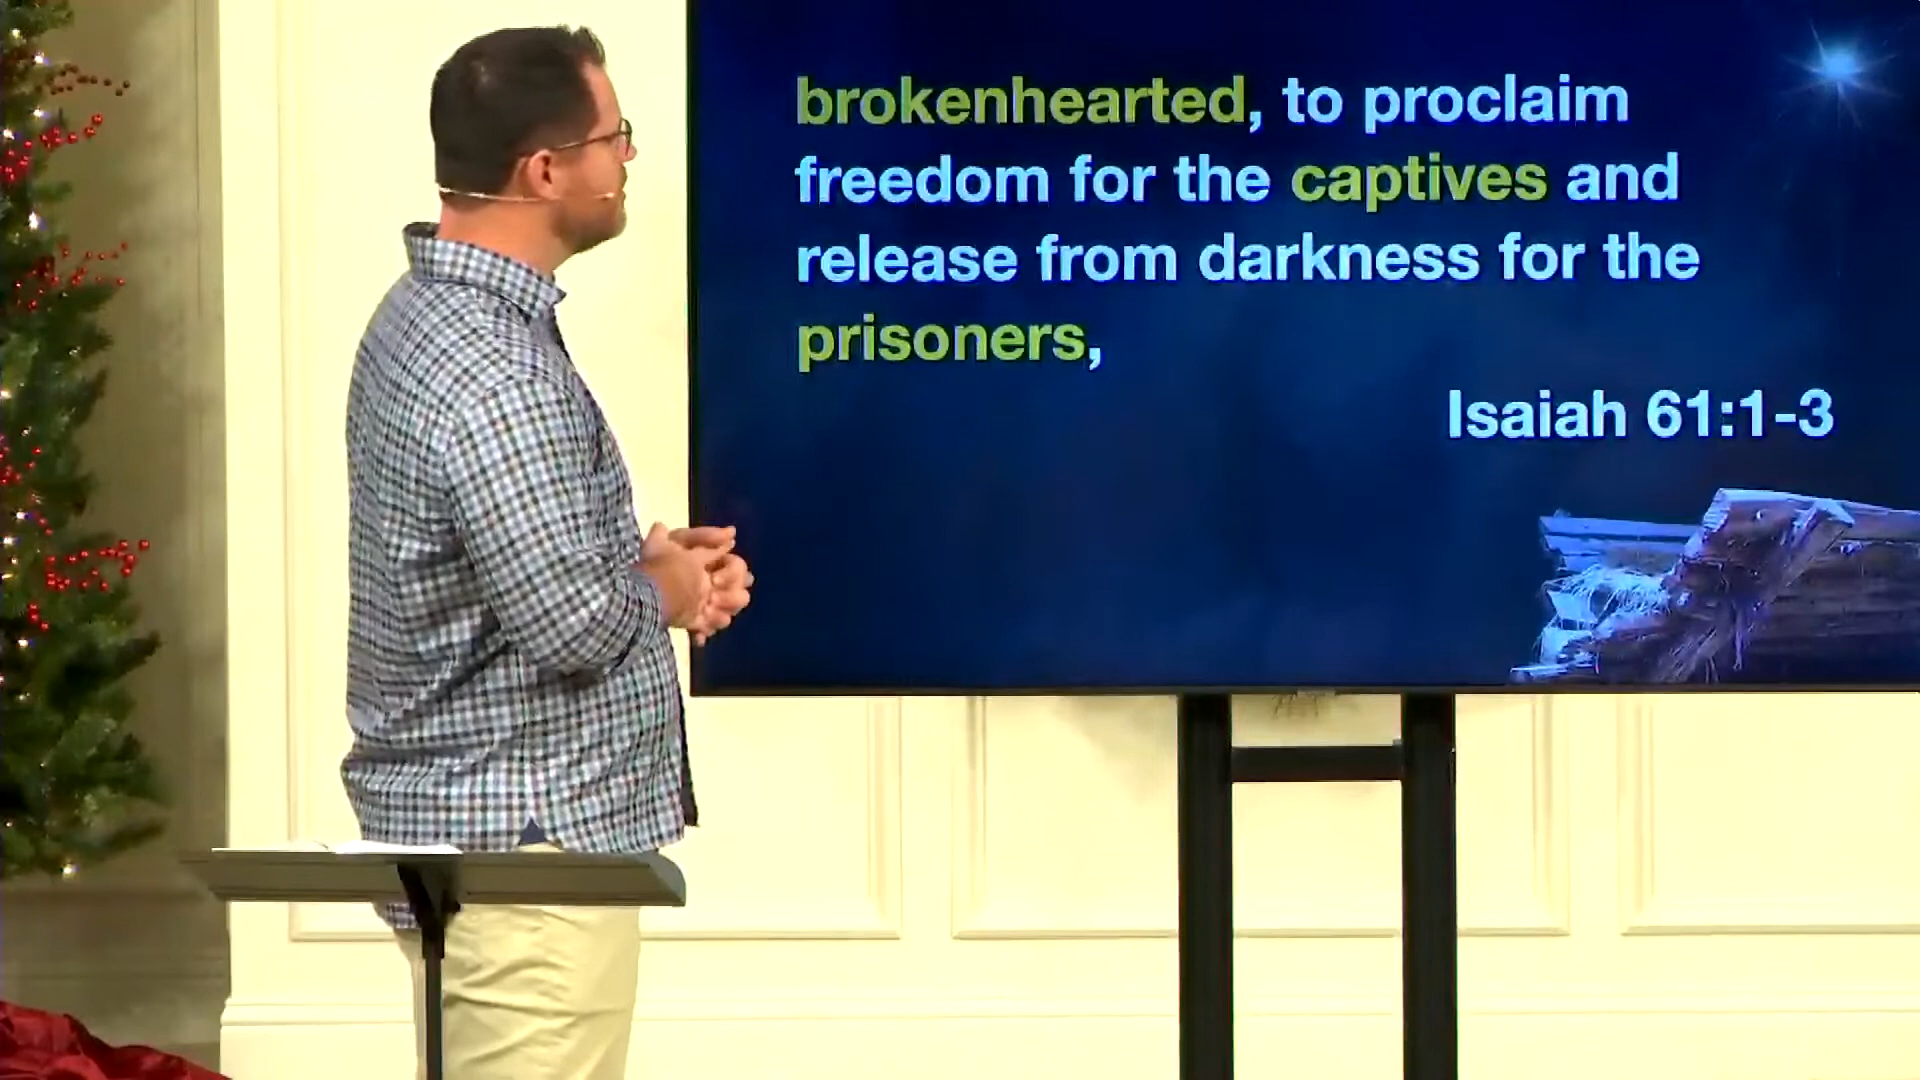 brokenhearted, to proclaim
freedom for the captives and
release from darkness for the
prisoners,
Isaiah 61:1-3